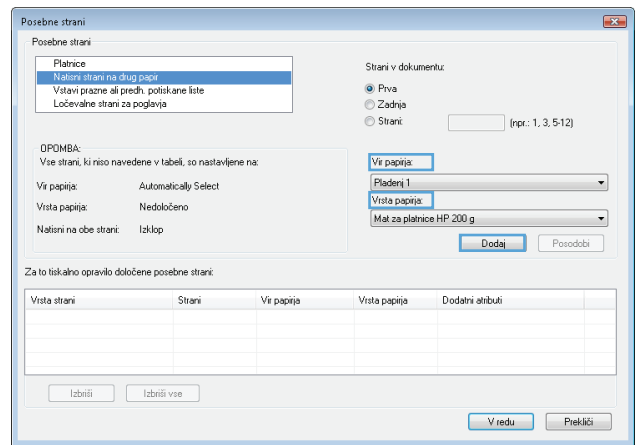 Posebne strani
Posebne strani
Platnice
Natisni strani na drug papir
Vstavi prazne ali predh. potiskane liste
Ločevalne strani za poglavja
Strani v dokumentu:
Prva
Zadnja
Strani:
(npr.: 1, 3, 5-12)
OPOMBA:
Vse strani, ki niso navedene v tabeli, so nastavljene na:
Vir papirja: Automatically Select
Vrsta papirja: Nedoločeno
Natisni na obe strani: Izklop
Vir papirja:
Pladenj 1
Vrsta papirja:
Mat za platnice HP 200 g
Dodaj Posodobi
Za to tiskalno opravilo določene posebne strani:
Vrsta strani Strani Vir papirja Vrsta papirja Dodatni atributi
Izbriši Izbriši vse
V redu Prekliči